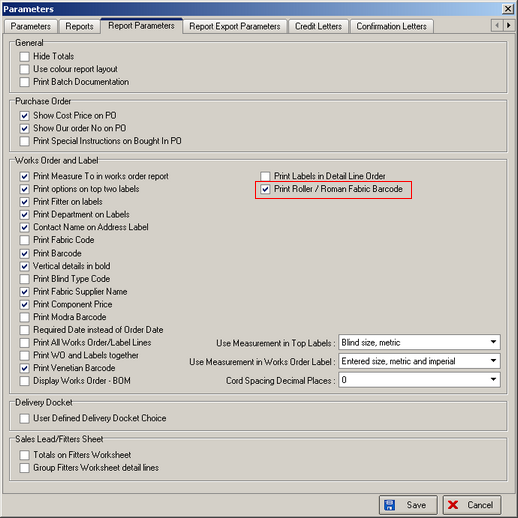 Parameters
Parameters Reports Report Parameters Report Export Parameters Credit Letters Confirmation Letters
General
Hide Totals
Use colour report layout
Print Batch Documentation
Purchase Order
Show Cost Price on PO
Show Our order No on PO
Print Special Instructions on Bought In PO
Works Order and Label
Print Measure To in works order report
Print options on top two labels
Print Fitter on labels
Print Department on Labels
Contact Name on Address Label
Print Fabric Code
Print Barcode
Vertical details in bold
Print Blind Type Code
Print Fabric Supplier Name
Print Component Price
Print Modra Barcode
Required Date instead of Order Date
Print All Works Order/Label Lines
Print WO and Labels together
Print Venetian Barcode
Display Works Order - BOM
Print Labels in Detail Line Order
Print Roller / Roman Fabric Barcode
Use Measurement in Top Labels : Blind size, metric
Use Measurement in Works Order Label : Entered size, metric and imperial
Cord Spacing Decimal Places : 0
Delivery Docket
User Defined Delivery Docket Choice
Sales Lead/Fitters Sheet
Totals on Fitters Worksheet
Group Fitters Worksheet detail lines
Save Cancel